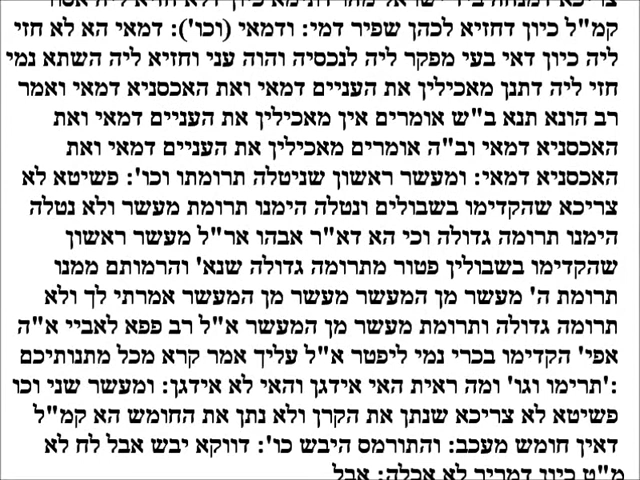 קמ"ל כיון דחזיא לכהן שפיר דמי: ודמאי (וכו'): דמאי הא לא חזי
ליה כיון דאי בעי מפקר ליה לנכסיה והוה עני וחזיא ליה השתא נמי
חזי ליה דתנן מאכילין את העניים דמאי ואת האכסניא דמאי ואמר
רב הונא תנא ב"ש אומרים אין מאכילין את העניים דמאי ואת
האכסניא דמאי וב"ה אומרים מאכילין את העניים דמאי ואת
האכסניא דמאי: ומעשר ראשון שניטלה תרומתו וכו': פשיטא לא
צריכא שהקדימו בשבולים ונטלה הימנו תרומת מעשר ולא נטלה
הימנו תרומה גדולה וכי הא דא"ר אבהו אר"ל מעשר ראשון
שהקדימו בשבולין פטור מתרומה גדולה שנא' והרמותם ממנו
תרומת ה' מעשר מן המעשר מעשר מן המעשר אמרתי לך ולא
תרומה גדולה ותרומת מעשר מן המעשר א"ל רב פפא לאביי א"ה
אפי' הקדימו בכרי נמי ליפטר א"ל עליך אמר קרא מכל מתנותיכם
:'תרימו וגו' ומה ראית האי אידגן והאי לא אידגן: ומעשר שני וכו
פשיטא לא צריכא שנתן את הקרן ולא נתן את החומש הא קמ"ל
דאין חומש מעכב: והתורמס היבש כו': דווקא יבש אבל לח לא
מ"ט כיון דמריר לא אכלה: אבל